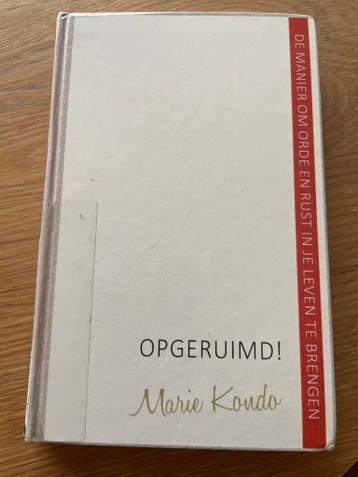 OPGERUIMD!
Marie Kondo
DE MANIER OM ORDE EN RUST IN JE LEVEN TE BRENGEN